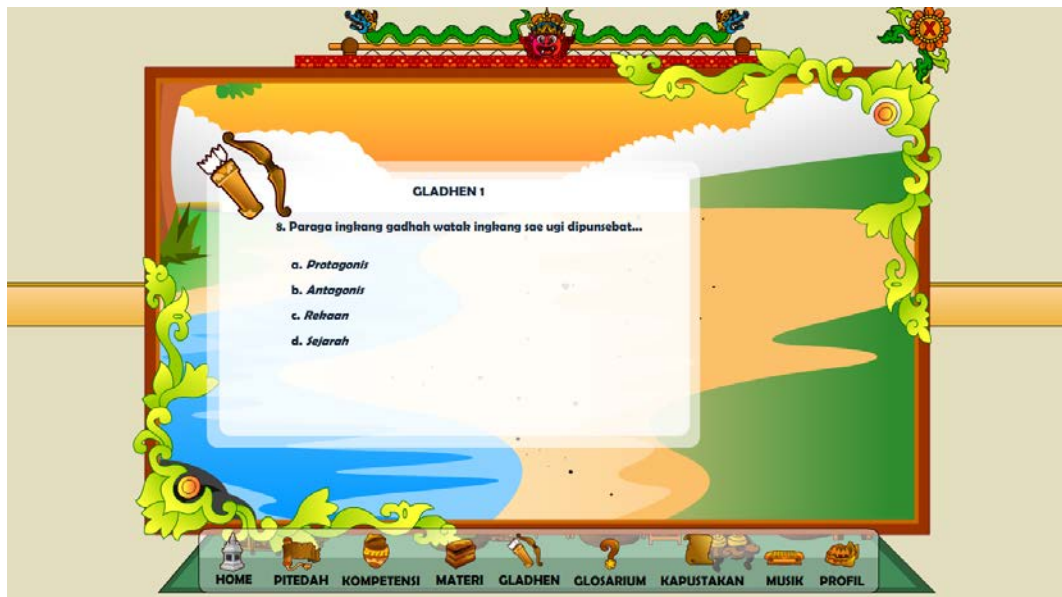 X
GLADHEN 1
8. Paraga ingkang gadhah watak ingkang sae ugi dipunsebat...
a. Protagonis
b. Antagonis
c. Rekaan
d. Sejarah
HOME PITEDAH KOMPETENSI MATERI GLADHEN GLOSARIUM KAPUSTAKAN MUSIK PROFIL